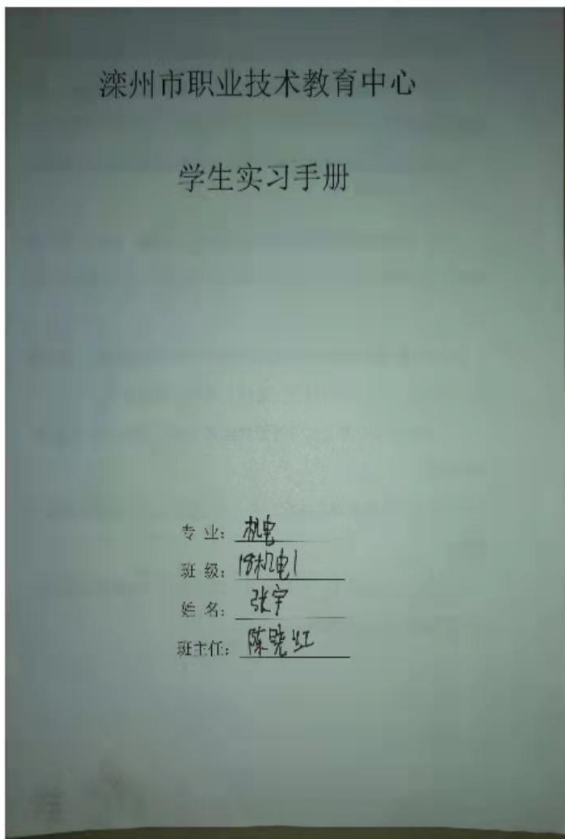 滦州市职业技术教育中心
学生实习手册
专业：机电
班级：18机电1
姓名：张宇
班主任：陈晓红